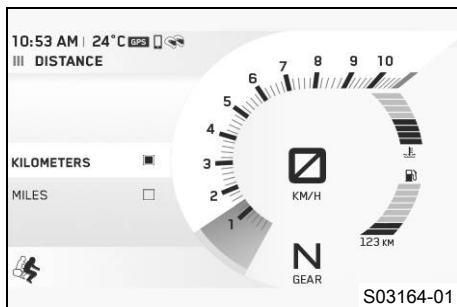 10:53 AM | 24°C GPS
DISTANCE
KILOMETERS
MILES
1
2
3
4
5
6
7
8
9
10
0
KM/H
N
GEAR
123 KM
S03164-01